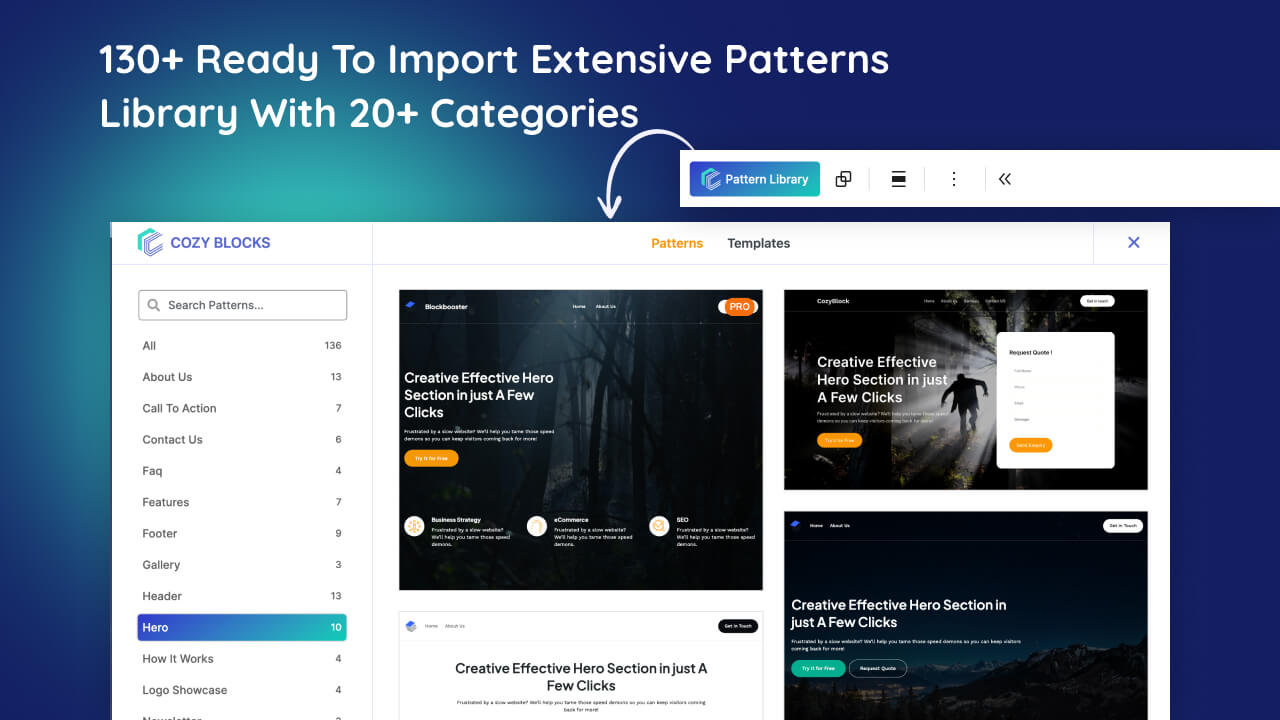 130+ Ready To Import Extensive Patterns
Library With 20+ Categories
Pattern Library
COZY BLOCKS
Patterns
Templates
Search Patterns...
All 136
About Us 13
Call To Action 7
Contact Us 6
Faq 4
Features 7
Footer 9
Gallery 3
Header 13
Hero 10
How It Works 4
Logo Showcase 4
Blockbooster
Home About Us
PRO
Creative Effective Hero
Section in just A Few
Clicks
Frustrated by a slow website? We'll help you tame those speed
demons so you can keep visitors coming back for more!
Try It for Free
Business Strategy
Frustrated by a slow website?
We'll help you tame those speed
demons.
eCommerce
Frustrated by a slow website?
We'll help you tame those speed
demons.
SEO
Frustrated by a slow website?
We'll help you tame those speed
demons.
CozyBlock
Home About Us Services Contact US
Get in touch
Creative Effective
Hero Section in just
A Few Clicks
Frustrated by a slow website? We'll help you tame those speed
demons so you can keep visitors coming back for more!
Try It for Free
Request Quote !
Full Name
Phone
Email
Message
Send Enquiry
Home About Us
Get in Touch
Creative Effective Hero Section in just A
Few Clicks
Frustrated by a slow website? We'll help you tame those speed demons so you can keep visitors coming
back for more!
Home About Us
Get in Touch
Creative Effective Hero Section in
just A Few Clicks
Frustrated by a slow website? We'll help you tame those speed demons so you can keep visitors
coming back for more!
Try It for Free
Request Quote